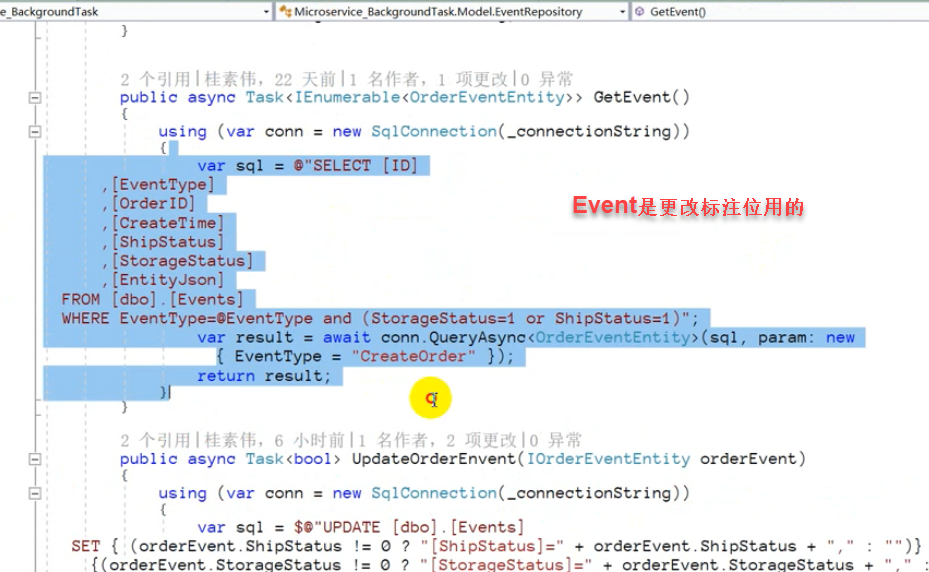 e_BackgroundTask
Microservice_BackgroundTask.Model.EventRepository
GetEvent()
}
2 个引用|桂素伟，22 天前|1 名作者，1 项更改|0 异常
public async Task<IEnumerable<OrderEventEntity>> GetEvent()
{
using (var conn = new SqlConnection(_connectionString))
{
var sql = @"SELECT [ID]
,[EventType]
,[OrderID]
,[CreateTime]
,[ShipStatus]
,[StorageStatus]
,[EntityJson]
FROM [dbo].[Events]
WHERE EventType=@EventType and (StorageStatus=1 or ShipStatus=1)";
var result = await conn.QueryAsync<OrderEventEntity>(sql, param: new
{ EventType = "CreateOrder" });
return result;
}
}
Event是更改标注位用的
2 个引用|桂素伟，6 小时前|1 名作者，2 项更改|0 异常
public async Task<bool> UpdateOrderEnvent(IOrderEventEntity orderEvent)
{
using (var conn = new SqlConnection(_connectionString))
{
var sql = $@"UPDATE [dbo].[Events]
SET { (orderEvent.ShipStatus != 0 ? "[ShipStatus]=" + orderEvent.ShipStatus + "," : "")}
{(orderEvent.StorageStatus != 0 ? "[StorageStatus]=" + orderEvent.StorageStatus + "," :